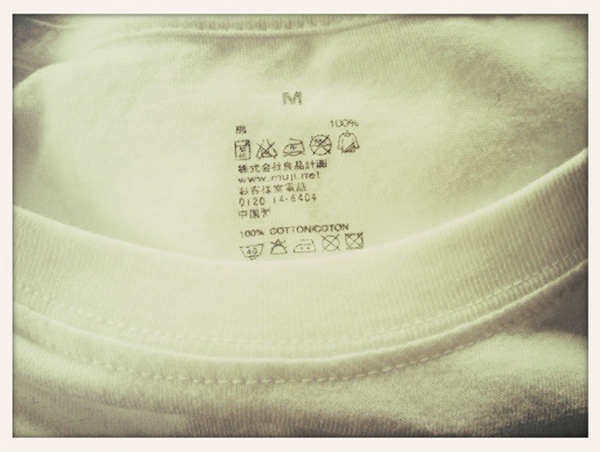 M
綿 100%
株式会社良品計画
www.muji.net
お客様室電話
0120 14-6404
中国製
100% COTTON/COTON
40